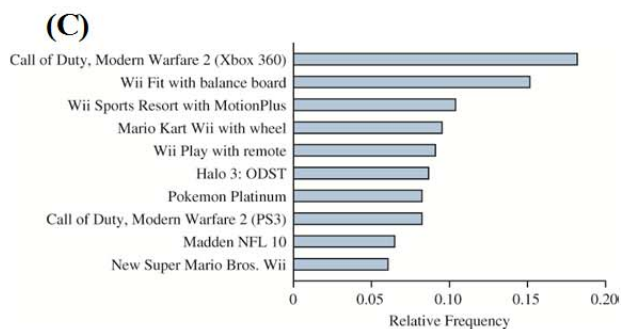 (C)
Call of Duty, Modern Warfare 2 (Xbox 360)
Wii Fit with balance board
Wii Sports Resort with MotionPlus
Mario Kart Wii with wheel
Wii Play with remote
Halo 3: ODST
Pokemon Platinum
Call of Duty, Modern Warfare 2 (PS3)
Madden NFL 10
New Super Mario Bros. Wii
0 0.05 0.10 0.15 0.20
Relative Frequency